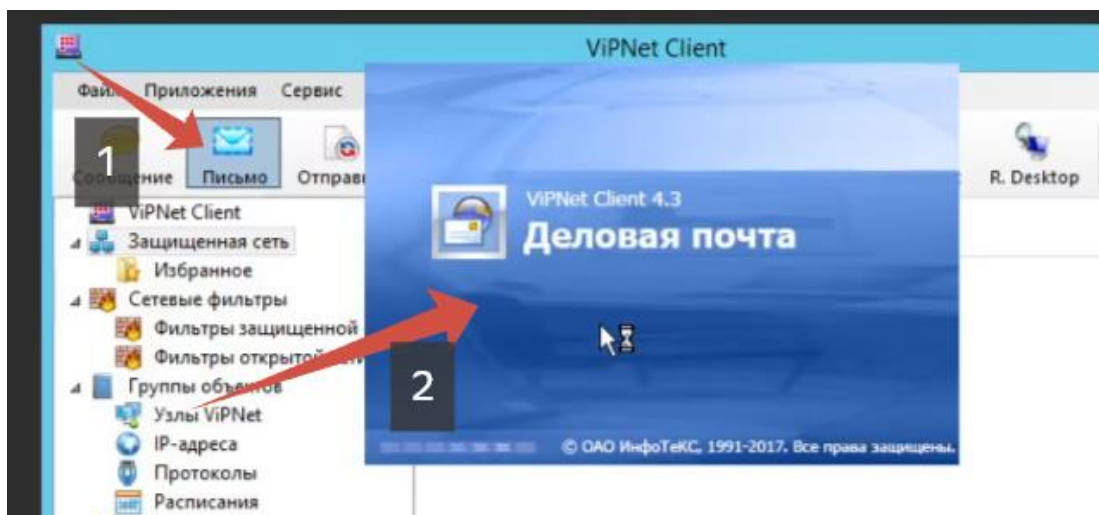 ViPNet Client
Файл Приложения Сервис
1
Сообщение Письмо
R. Desktop
ViPNet Client
Защищенная сеть
Избранное
Сетевые фильтры
Фильтры защищенной
Фильтры открытой
Группы объектов
Узлы ViPNet
IP-адреса
Протоколы
Расписания
ViPNet Client 4.3
Деловая почта
2
© ОАО ИнфоТеКС, 1991-2017. Все права защищены.